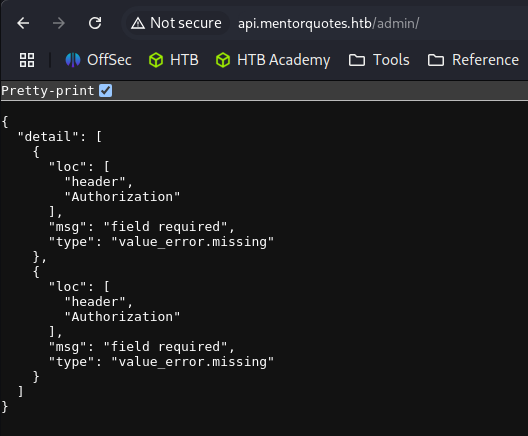 Not secure api.mentorquotes.htb/admin/
OffSec HTB HTB Academy Tools Reference
Pretty-print
{
  "detail": [
    {
      "loc": [
        "header",
        "Authorization"
      ],
      "msg": "field required",
      "type": "value_error.missing"
    },
    {
      "loc": [
        "header",
        "Authorization"
      ],
      "msg": "field required",
      "type": "value_error.missing"
    }
  ]
}